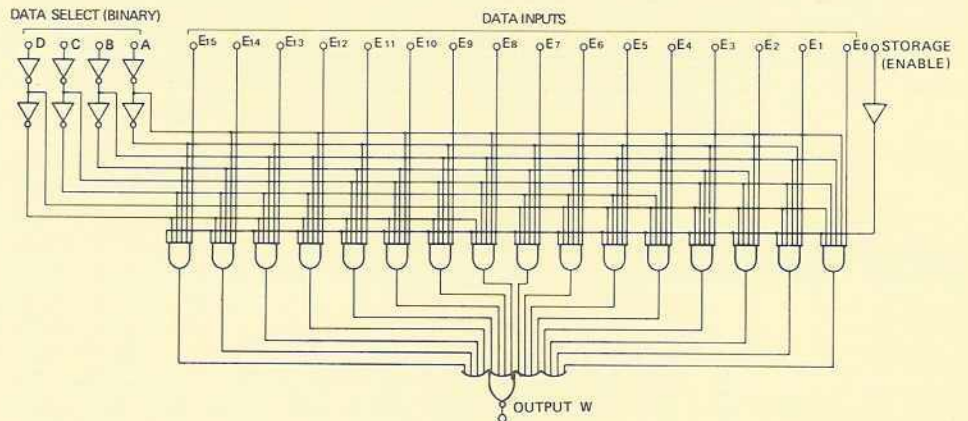 DATA SELECT (BINARY)
DATA INPUTS
D C B A
E15 E14 E13 E12 E11 E10 E9 E8 E7 E6 E5 E4 E3 E2 E1 E0
STORAGE
(ENABLE)
OUTPUT W